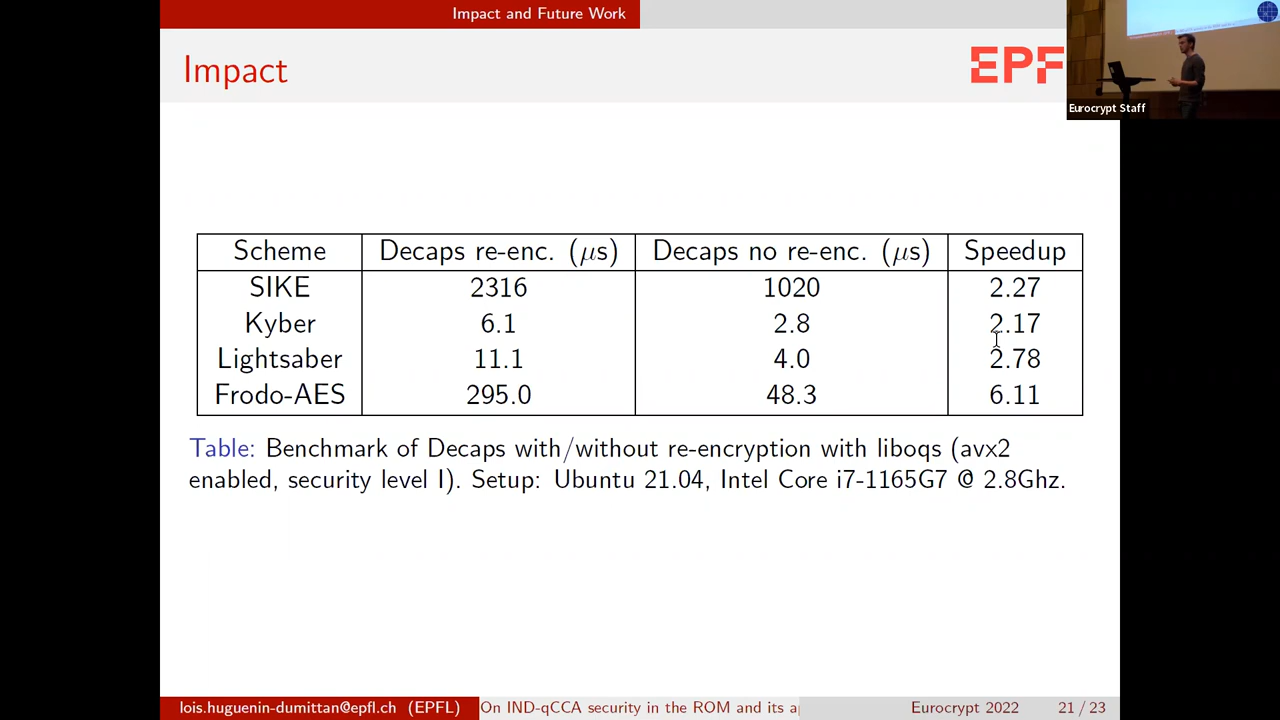 Impact and Future Work
Impact
EPF
Eurocrypt Staff
Scheme Decaps re-enc. (μs) Decaps no re-enc. (μs) Speedup
SIKE 2316 1020 2.27
Kyber 6.1 2.8 2.17
Lightsaber 11.1 4.0 2.78
Frodo-AES 295.0 48.3 6.11
Table: Benchmark of Decaps with/without re-encryption with liboqs (avx2
enabled, security level I). Setup: Ubuntu 21.04, Intel Core i7-1165G7 @ 2.8Ghz.
lois.huguenin-dumittan@epfl.ch (EPFL) On IND-qCCA security in the ROM and its a Eurocrypt 2022 21 / 23